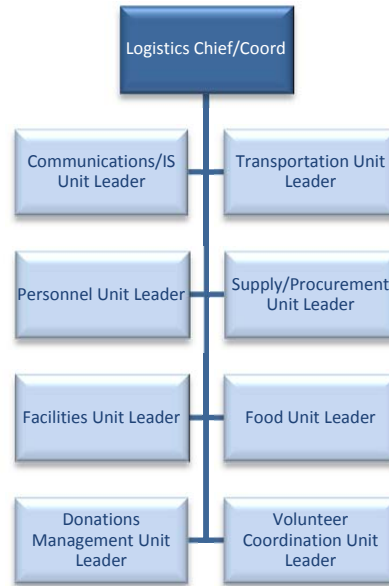 Logistics Chief/Coord
Communications/IS
Unit Leader
Transportation Unit
Leader
Personnel Unit Leader
Supply/Procurement
Unit Leader
Facilities Unit Leader
Food Unit Leader
Donations
Management Unit
Leader
Volunteer
Coordination Unit
Leader